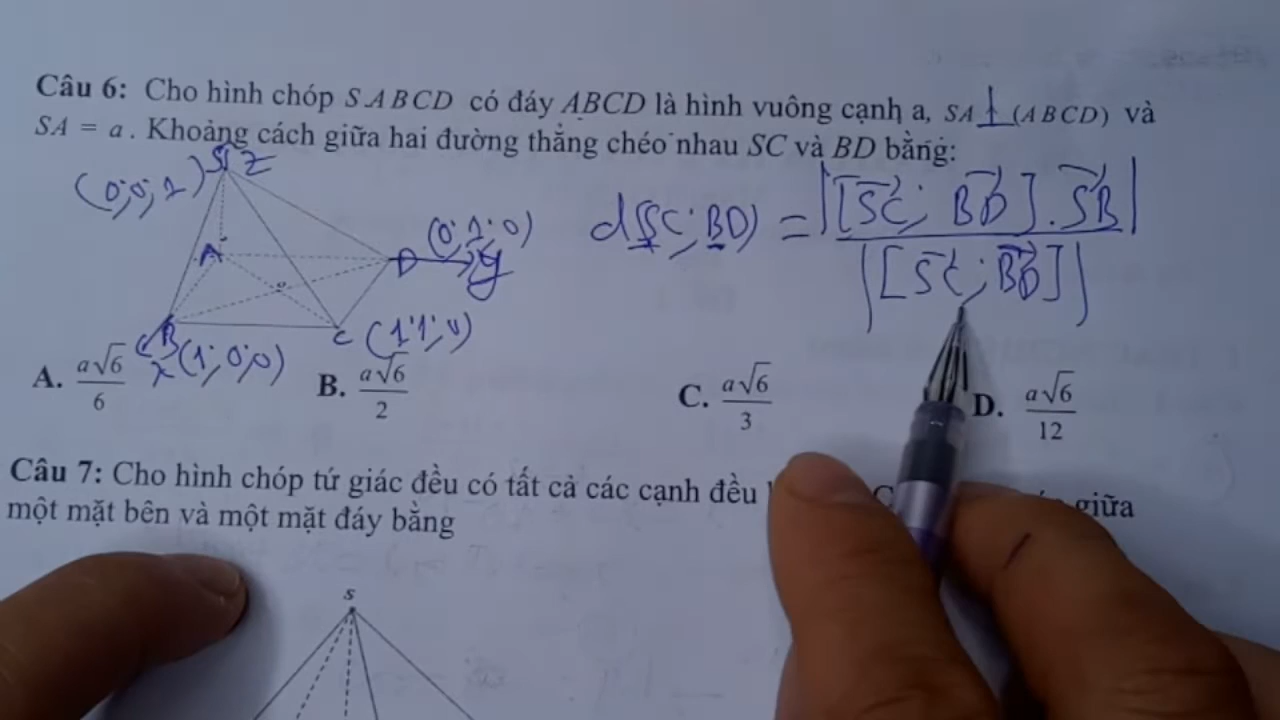 Câu 6: Cho hình chóp S.ABCD có đáy ABCD là hình vuông cạnh a, SA ⊥ (ABCD) và
SA = a. Khoảng cách giữa hai đường thẳng chéo nhau SC và BD bằng:
(0;0;1) S z
A
D (0;1;0) y
B (1;0;0) x
C (1;1;0)
d(SC;BD) = |[SC;BD].SB| / |[SC;BD]|
A. a√6/6 B. a√6/2 C. a√6/3 D. a√6/12
Câu 7: Cho hình chóp tứ giác đều có tất cả các cạnh đều giữa
một mặt bên và một mặt đáy bằng
S